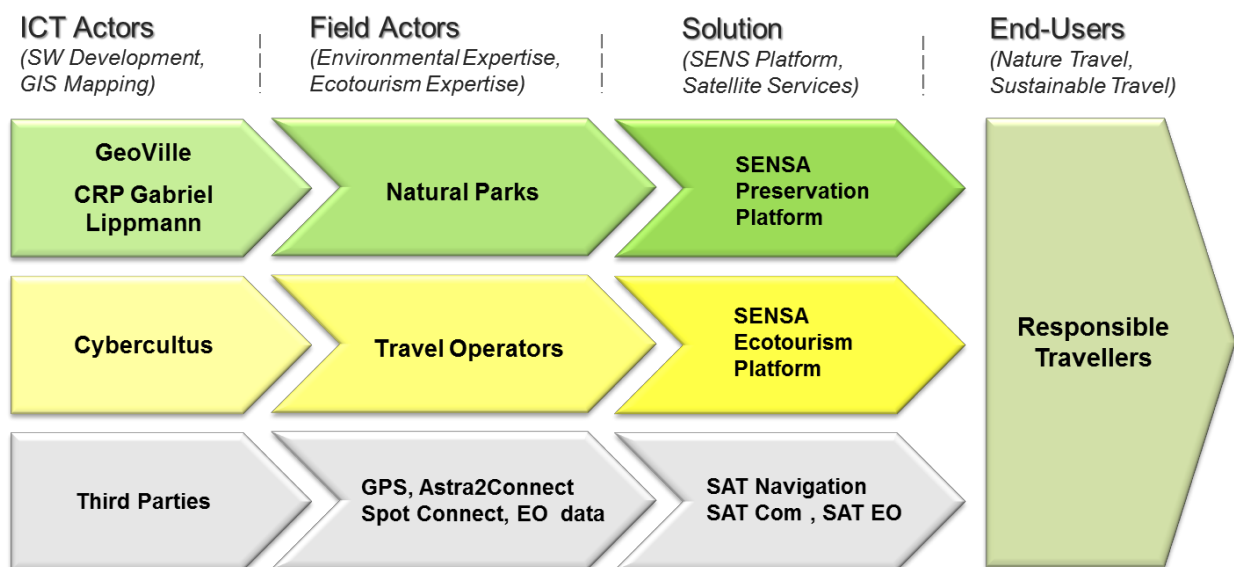 ICT Actors
(SW Development,
GIS Mapping)
Field Actors
(Environmental Expertise,
Ecotourism Expertise)
Solution
(SENS Platform,
Satellite Services)
End-Users
(Nature Travel,
Sustainable Travel)
GeoVille
CRP Gabriel
Lippmann
Natural Parks
SENSA
Preservation
Platform
Cybercultus
Travel Operators
SENSA
Ecotourism
Platform
Responsible
Travellers
Third Parties
GPS, Astra2Connect
Spot Connect, EO data
SAT Navigation
SAT Com , SAT EO